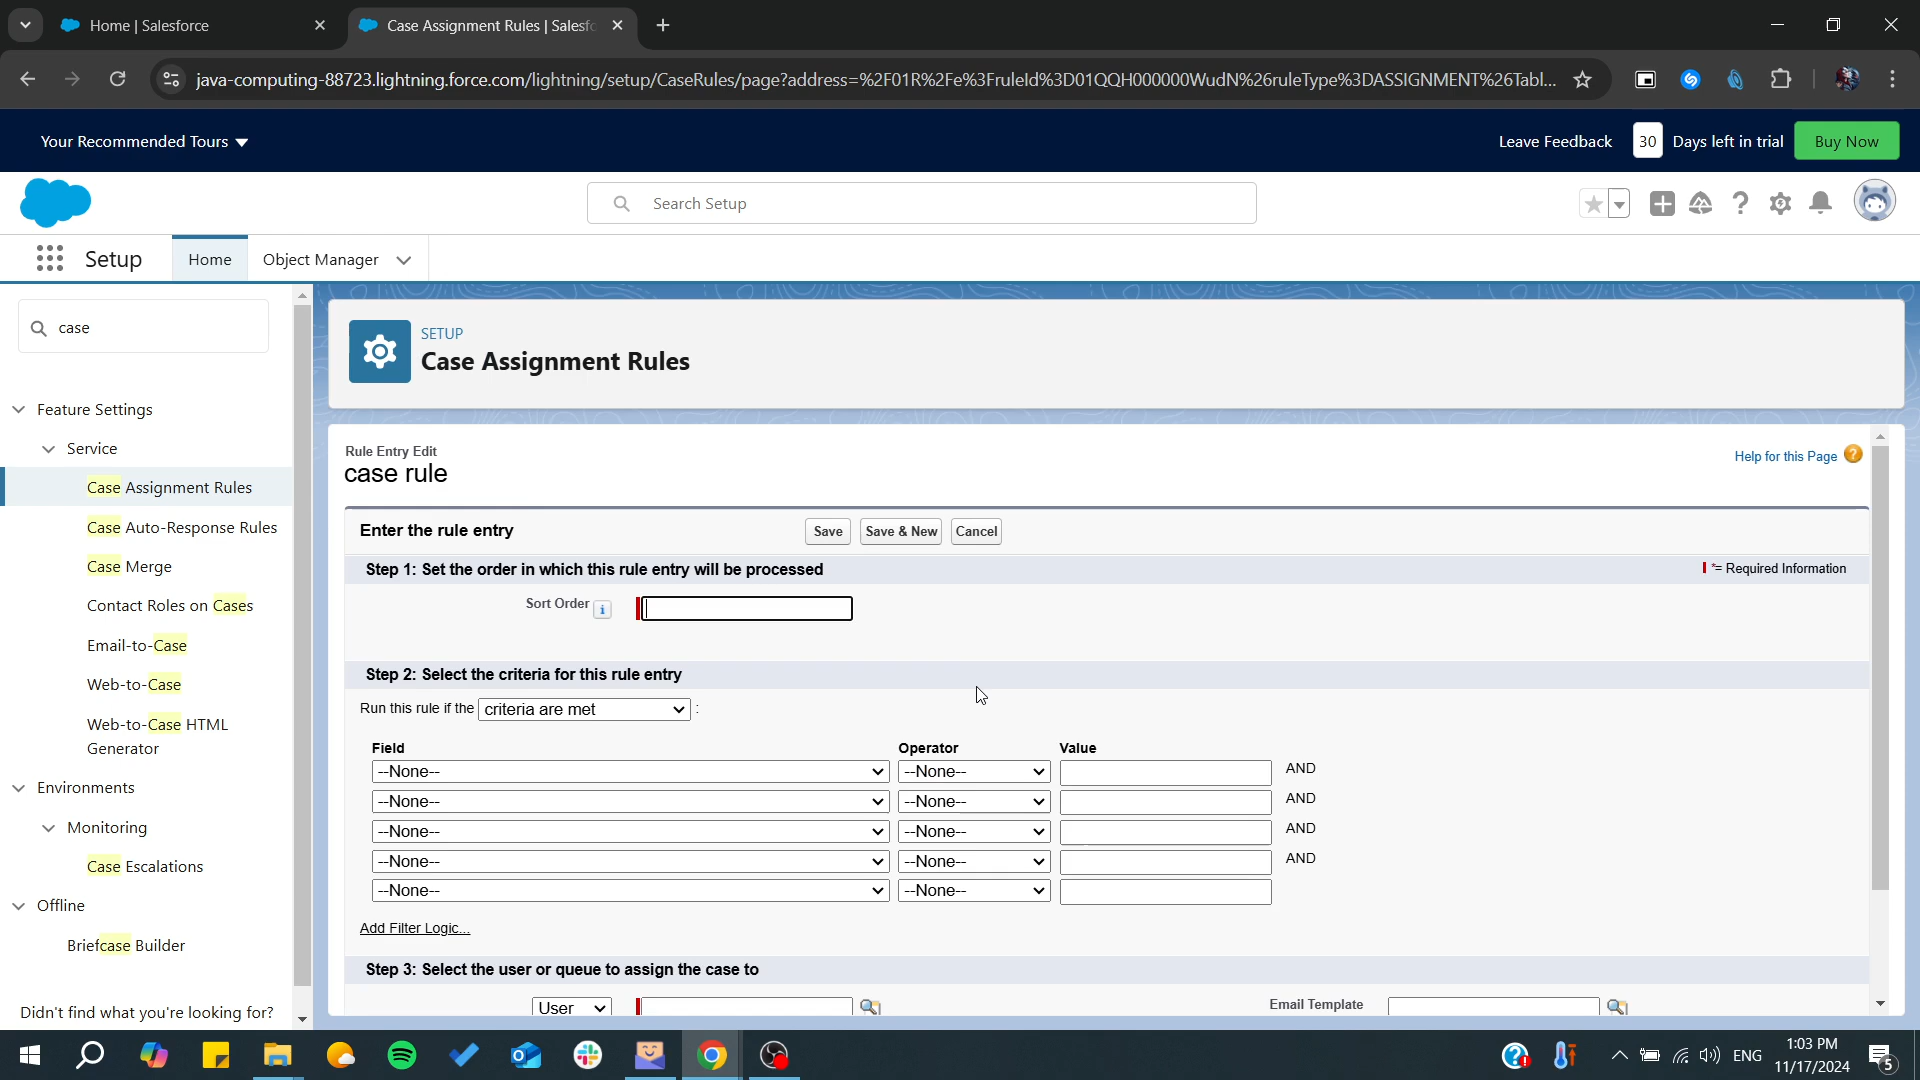 Home | Salesforce
Case Assignment Rules | Salesfo
java-computing-88723.lightning.force.com/lightning/setup/CaseRules/page?address=%2F01R%2Fe%3FruleId%3D01QQH000000WudN%26ruleType%3DASSIGNMENT%26Tabl...
Your Recommended Tours
Leave Feedback
30
Days left in trial
Buy Now
Search Setup
Setup
Home
Object Manager
case
Feature Settings
Service
Case Assignment Rules
Case Auto-Response Rules
Case Merge
Contact Roles on Cases
Email-to-Case
Web-to-Case
Web-to-Case HTML
Generator
Environments
Monitoring
Case Escalations
Offline
Briefcase Builder
Didn't find what you're looking for?
SETUP
Case Assignment Rules
Rule Entry Edit
case rule
Help for this Page
Enter the rule entry
Save
Save & New
Cancel
Step 1: Set the order in which this rule entry will be processed
*= Required Information
Sort Order
Step 2: Select the criteria for this rule entry
Run this rule if the criteria are met :
Field Operator Value
--None-- --None-- AND
--None-- --None-- AND
--None-- --None-- AND
--None-- --None-- AND
--None-- --None--
Add Filter Logic...
Step 3: Select the user or queue to assign the case to
User
Email Template
ENG
1:03 PM
11/17/2024
5